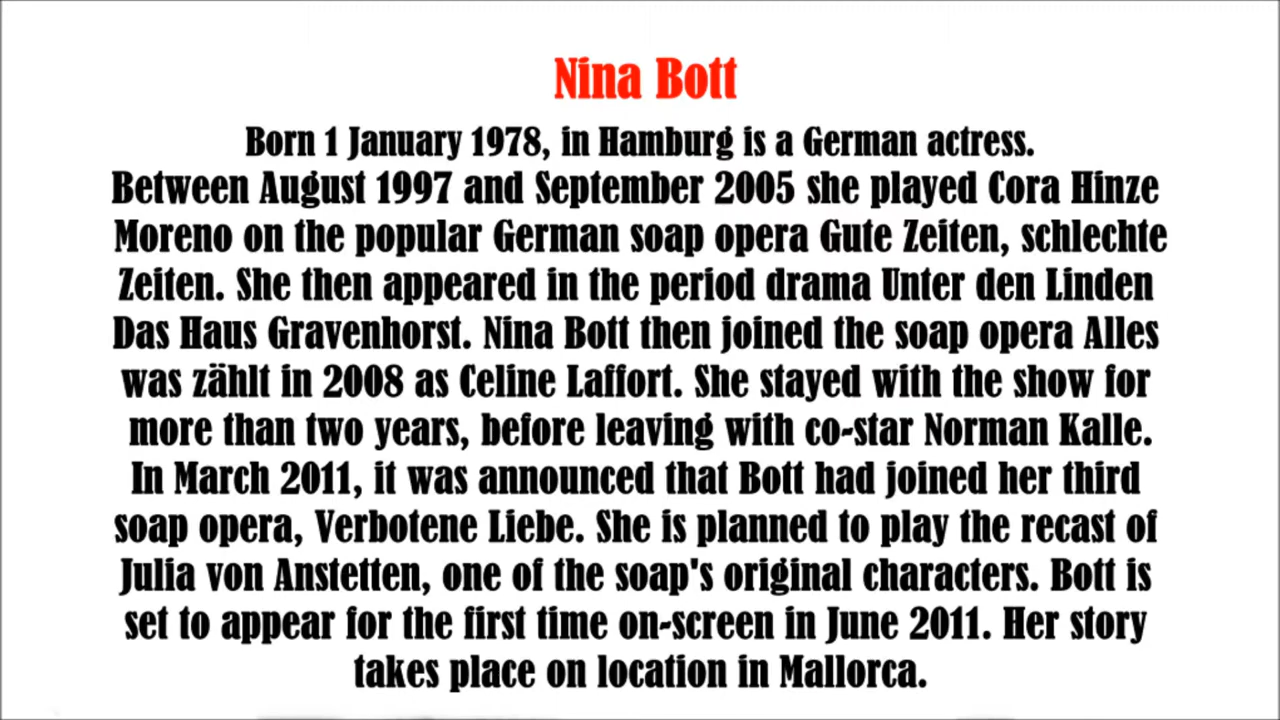 Nina Bott
Born 1 January 1978, in Hamburg is a German actress.
Between August 1997 and September 2005 she played Cora Hinze
Moreno on the popular German soap opera Gute Zeiten, schlechte
Zeiten. She then appeared in the period drama Unter den Linden
Das Haus Gravenhorst. Nina Bott then joined the soap opera Alles
was zählt in 2008 as Celine Laffort. She stayed with the show for
more than two years, before leaving with co-star Norman Kalle.
In March 2011, it was announced that Bott had joined her third
soap opera, Verbotene Liebe. She is planned to play the recast of
Julia von Anstetten, one of the soap's original characters. Bott is
set to appear for the first time on-screen in June 2011. Her story
takes place on location in Mallorca.